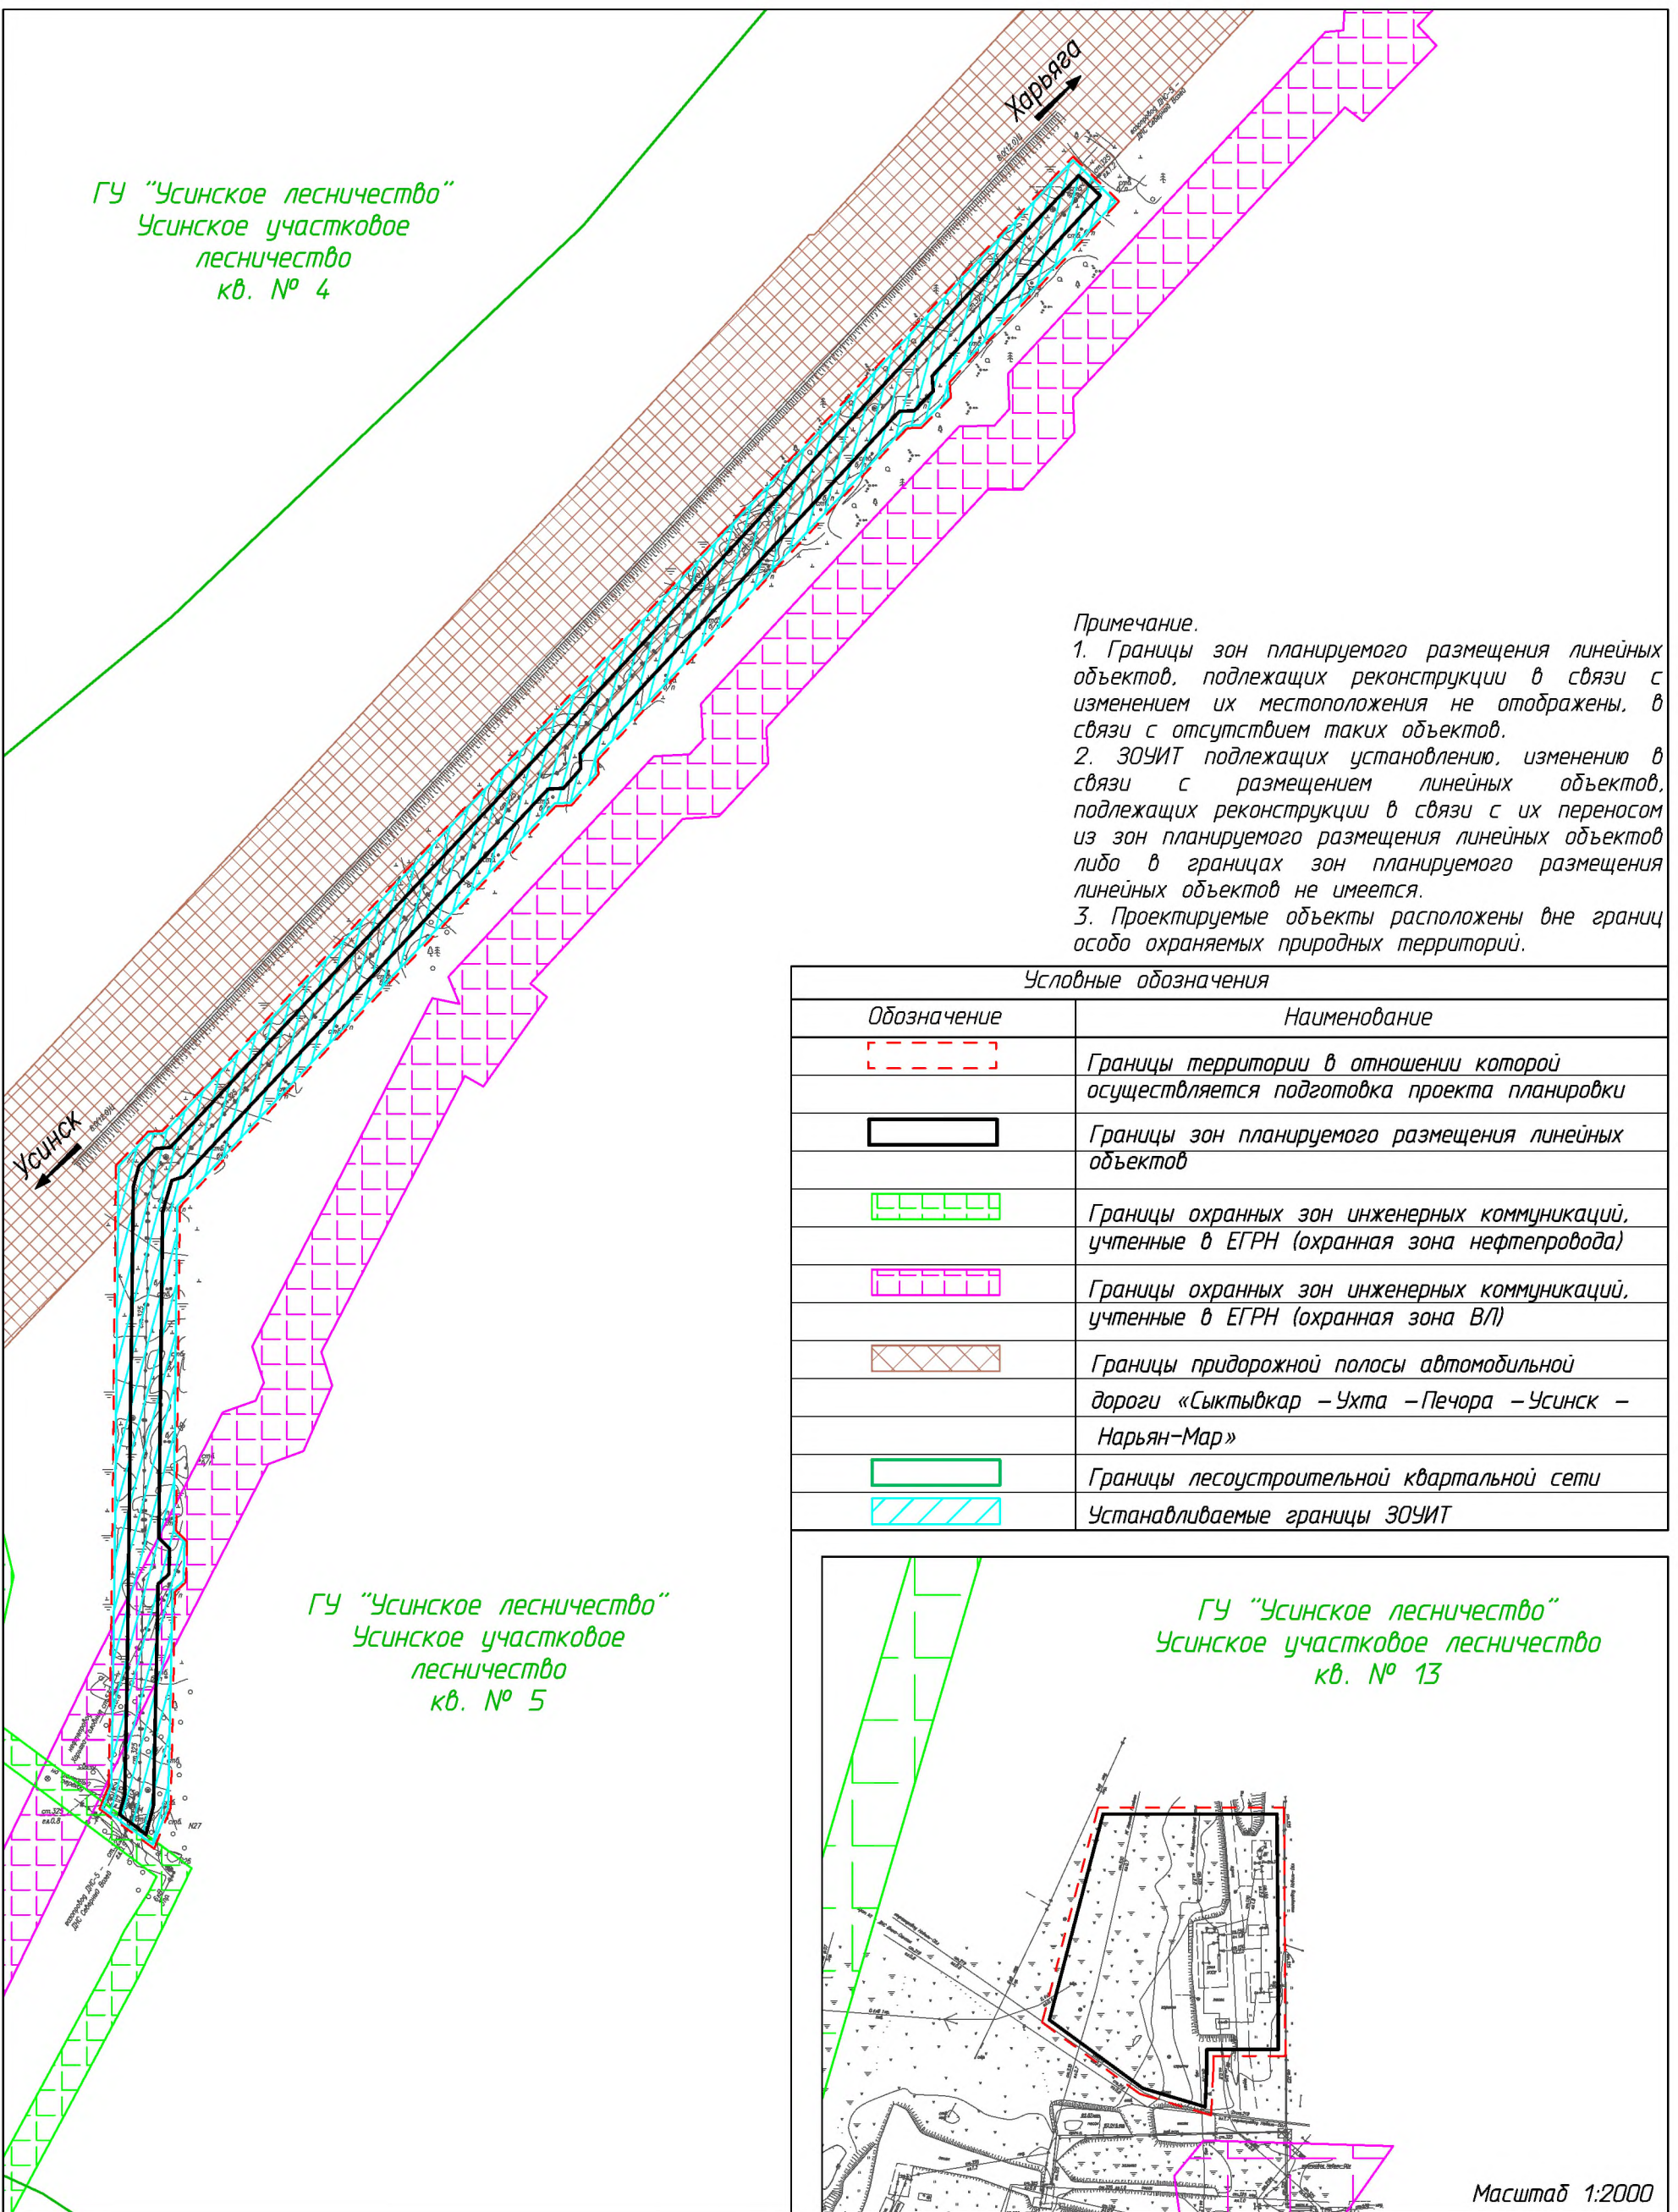 Харьяга
ГУ "Усинское лесничество"
Усинское участковое
лесничество
кв. № 4
Примечание.
1. Границы зон планируемого размещения линейных
объектов, подлежащих реконструкции в связи с
изменением их местоположения не отображены, в
связи с отсутствием таких объектов.
2. ЗОУИТ подлежащих установлению, изменению в
связи с размещением линейных объектов,
подлежащих реконструкции в связи с их переносом
из зон планируемого размещения линейных объектов
либо в границах зон планируемого размещения
линейных объектов не имеется.
3. Проектируемые объекты расположены вне границ
особо охраняемых природных территорий.
Усинск
Условные обозначения
Обозначение
Наименование
Границы территории в отношении которой
осуществляется подготовка проекта планировки
Границы зон планируемого размещения линейных
объектов
Границы охранных зон инженерных коммуникаций,
учтенные в ЕГРН (охранная зона нефтепровода)
Границы охранных зон инженерных коммуникаций,
учтенные в ЕГРН (охранная зона ВЛ)
Границы придорожной полосы автомобильной
дороги «Сыктывкар – Ухта – Печора – Усинск –
Нарьян-Мар»
Границы лесоустроительной квартальной сети
Устанавливаемые границы ЗОУИТ
ГУ "Усинское лесничество"
Усинское участковое
лесничество
кв. № 5
ГУ "Усинское лесничество"
Усинское участковое лесничество
кв. № 13
N27
Масштаб 1:2000